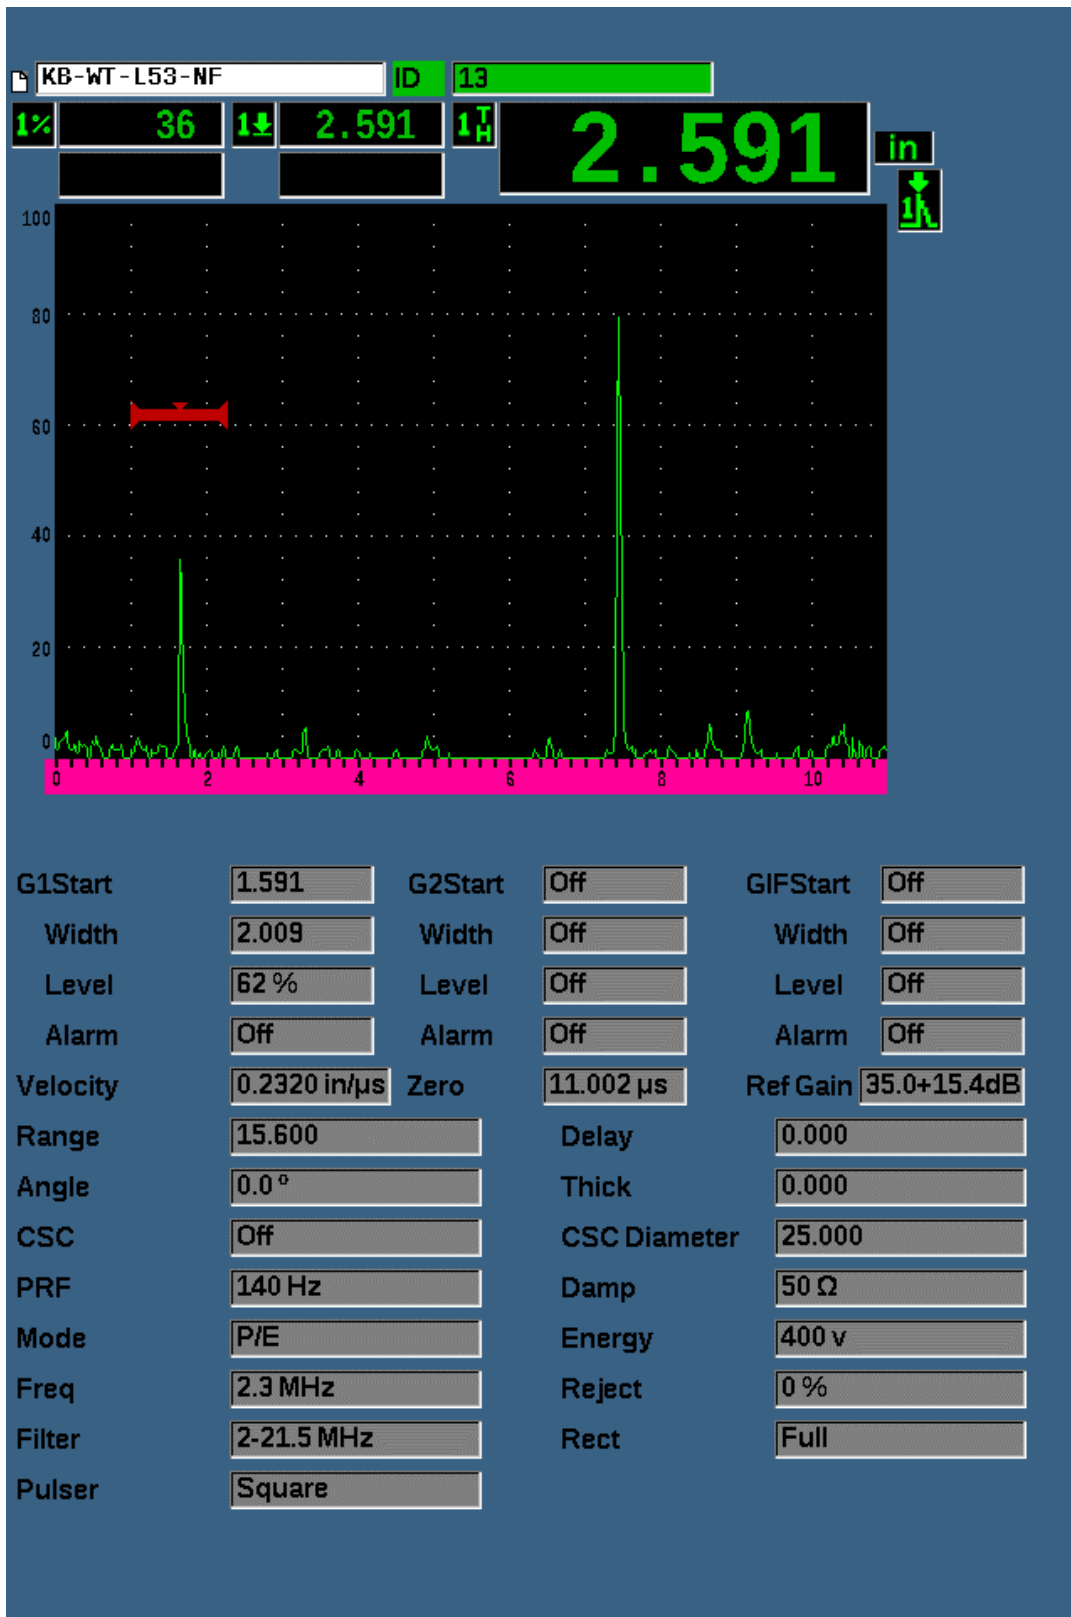 KB-WT-L53-NF ID 13
1% 36 1 2.591 1TH 2.591 in
1
100
80
60
40
20
0
0 2 4 6 8 10
G1Start 1.591 G2Start Off GIFStart Off
Width 2.009 Width Off Width Off
Level 62 % Level Off Level Off
Alarm Off Alarm Off Alarm Off
Velocity 0.2320 in/µs Zero 11.002 µs Ref Gain 35.0+15.4dB
Range 15.600 Delay 0.000
Angle 0.0 º Thick 0.000
CSC Off CSC Diameter 25.000
PRF 140 Hz Damp 50 Ω
Mode P/E Energy 400 v
Freq 2.3 MHz Reject 0 %
Filter 2-21.5 MHz Rect Full
Pulser Square